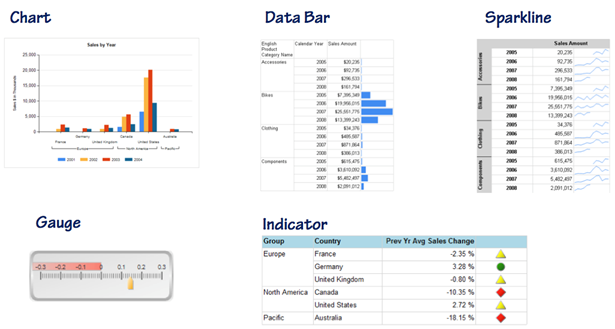 Chart
Data Bar
Sparkline
Sales by Year
Sales $ in Thousands
25,000
20,000
15,000
10,000
5,000
0
France
Germany
United Kingdom
Canada
United States
Australia
Europe
North America
Pacific
2001
2002
2003
2004
English
Product
Category Name
Calendar Year
Sales Amount
Accessories 2005 $20,235
2006 $92,735
2007 $296,533
2008 $161,794
Bikes 2005 $7,395,349
2006 $19,956,015
2007 $25,551,775
2008 $13,399,243
Clothing 2005 $34,376
2006 $485,587
2007 $871,864
2008 $386,013
Components 2005 $615,475
2006 $3,610,092
2007 $5,482,497
2008 $2,091,012
Sales Amount
Accessories
2005 20,235
2006 92,735
2007 296,533
2008 161,794
Bikes
2005 7,395,349
2006 19,956,015
2007 25,551,775
2008 13,399,243
Clothing
2005 34,376
2006 485,587
2007 871,864
2008 386,013
Components
2005 615,475
2006 3,610,092
2007 5,482,497
2008 2,091,012
Gauge
-0.3 -0.2 -0.1 0 0.1 0.2 0.3
Indicator
Group Country Prev Yr Avg Sales Change
Europe France -2.35 %
Germany 3.28 %
United Kingdom -0.80 %
North America Canada -10.35 %
United States 2.72 %
Pacific Australia -18.15 %